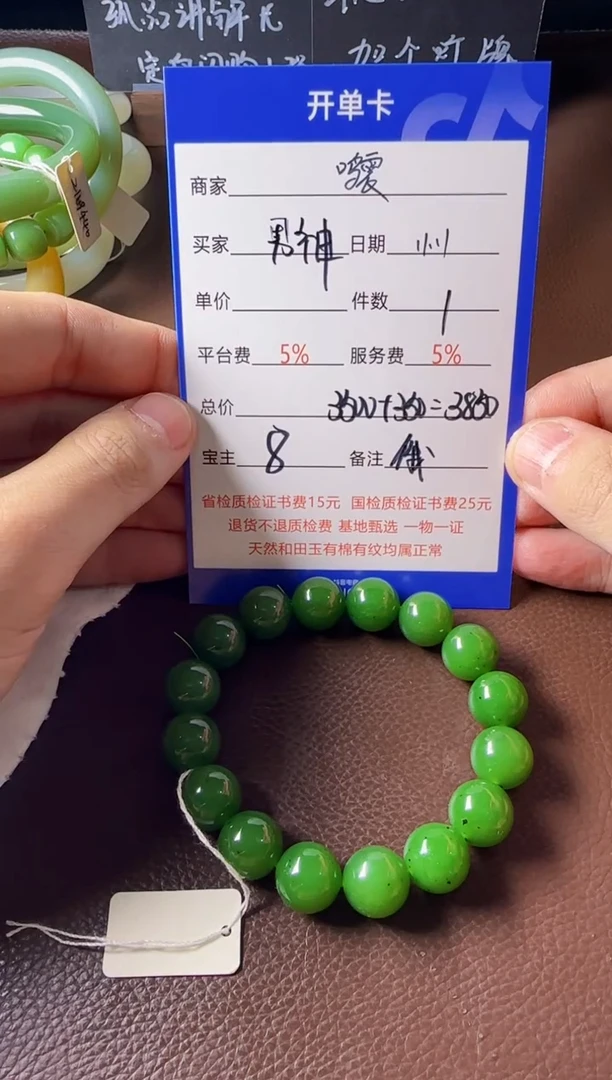 开单卡
商家
买家 男神 日期 11.11
单价 件数 1
平台费 5% 服务费 5%
总价 3500+350=3850
宝主 8 备注
省检质检证书费15元 国检质检证书费25元
退货不退质检费 基地甄选 一物一证
天然和田玉有棉有纹均属正常